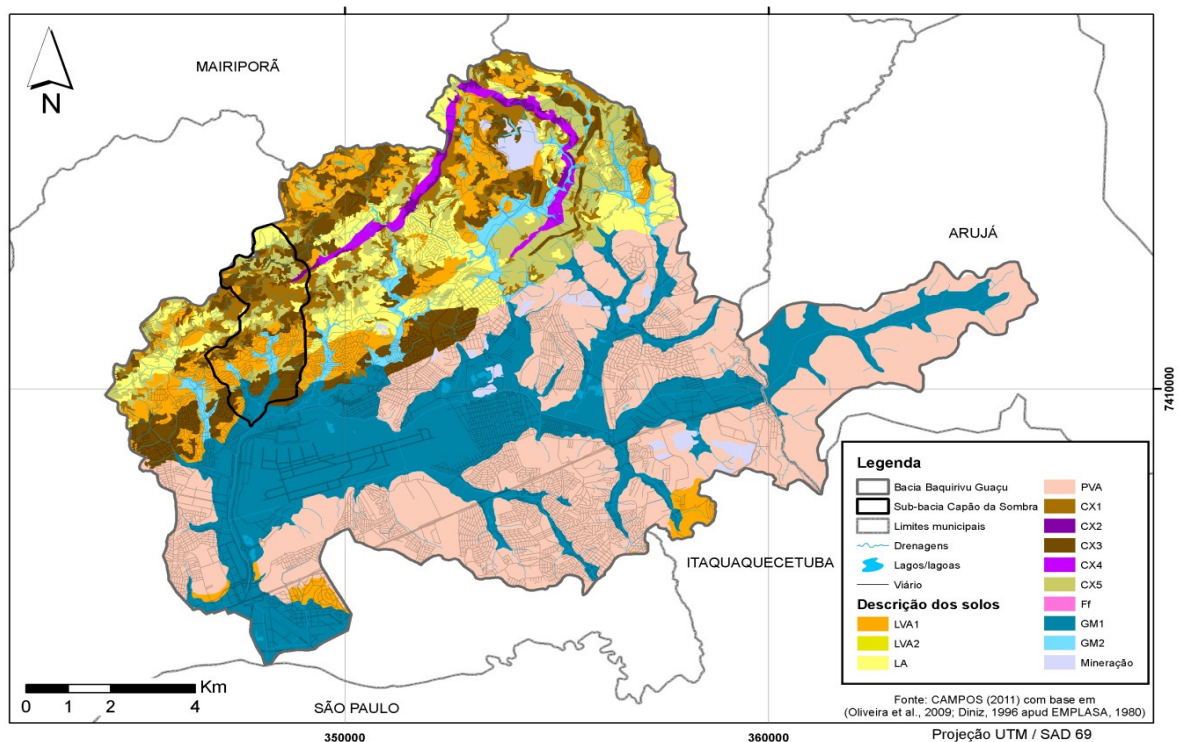 MAIRIPORÃ
N
ARUJÁ
7410000
ITAQUAQUECETUBA
SÃO PAULO
Km
0 1 2 4
350000
360000
Legenda
Bacia Baquirivu Guaçu
Sub-bacia Capão da Sombra
Limites municipais
Drenagens
Lagos/lagoas
Viário
Descrição dos solos
LVA1
LVA2
LA
PVA
CX1
CX2
CX3
CX4
CX5
Ff
GM1
GM2
Mineração
Fonte: CAMPOS (2011) com base em
(Oliveira et al., 2009; Diniz, 1996 apud EMPLASA, 1980)
Projeção UTM / SAD 69